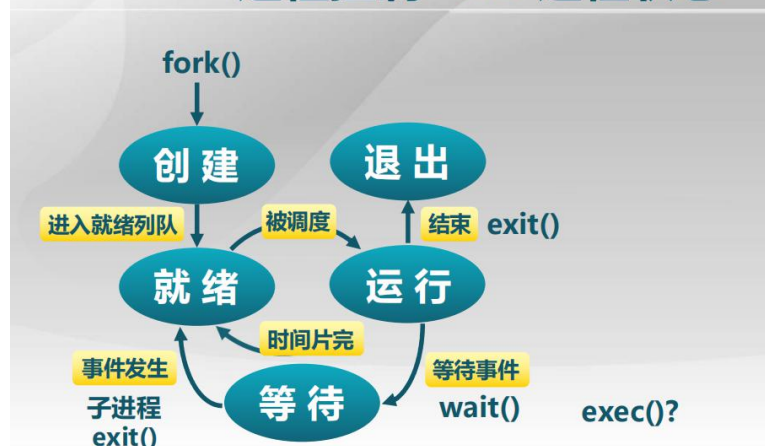 fork()
创建
退出
进入就绪列队
被调度
结束 exit()
就绪
运行
时间片完
事件发生
等待事件
子进程
等待
wait()
exec()?
exit()